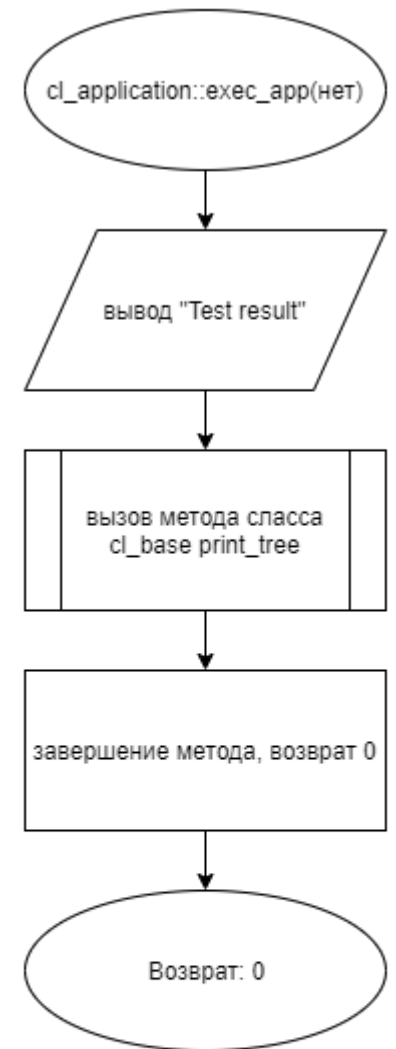 cl_application::exec_app(нет)
вывод "Test result"
вызов метода спасса
cl_base print_tree
завершение метода, возврат 0
Возврат: 0